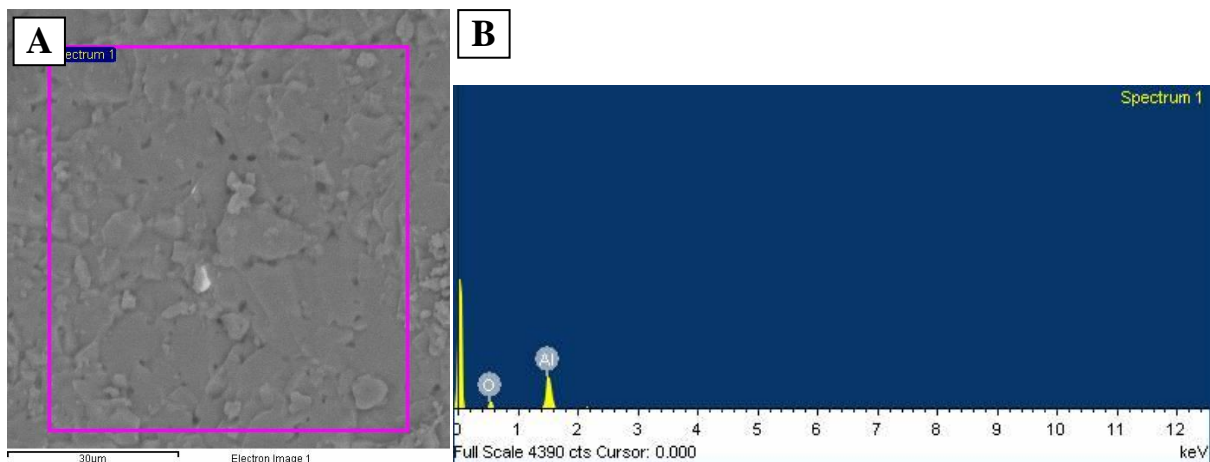 A
B
ectrum 1
Spectrum 1
O
Al
0 1 2 3 4 5 6 7 8 9 10 11 12
Full Scale 4390 cts Cursor: 0.000
keV
30µm
Electron Image 1